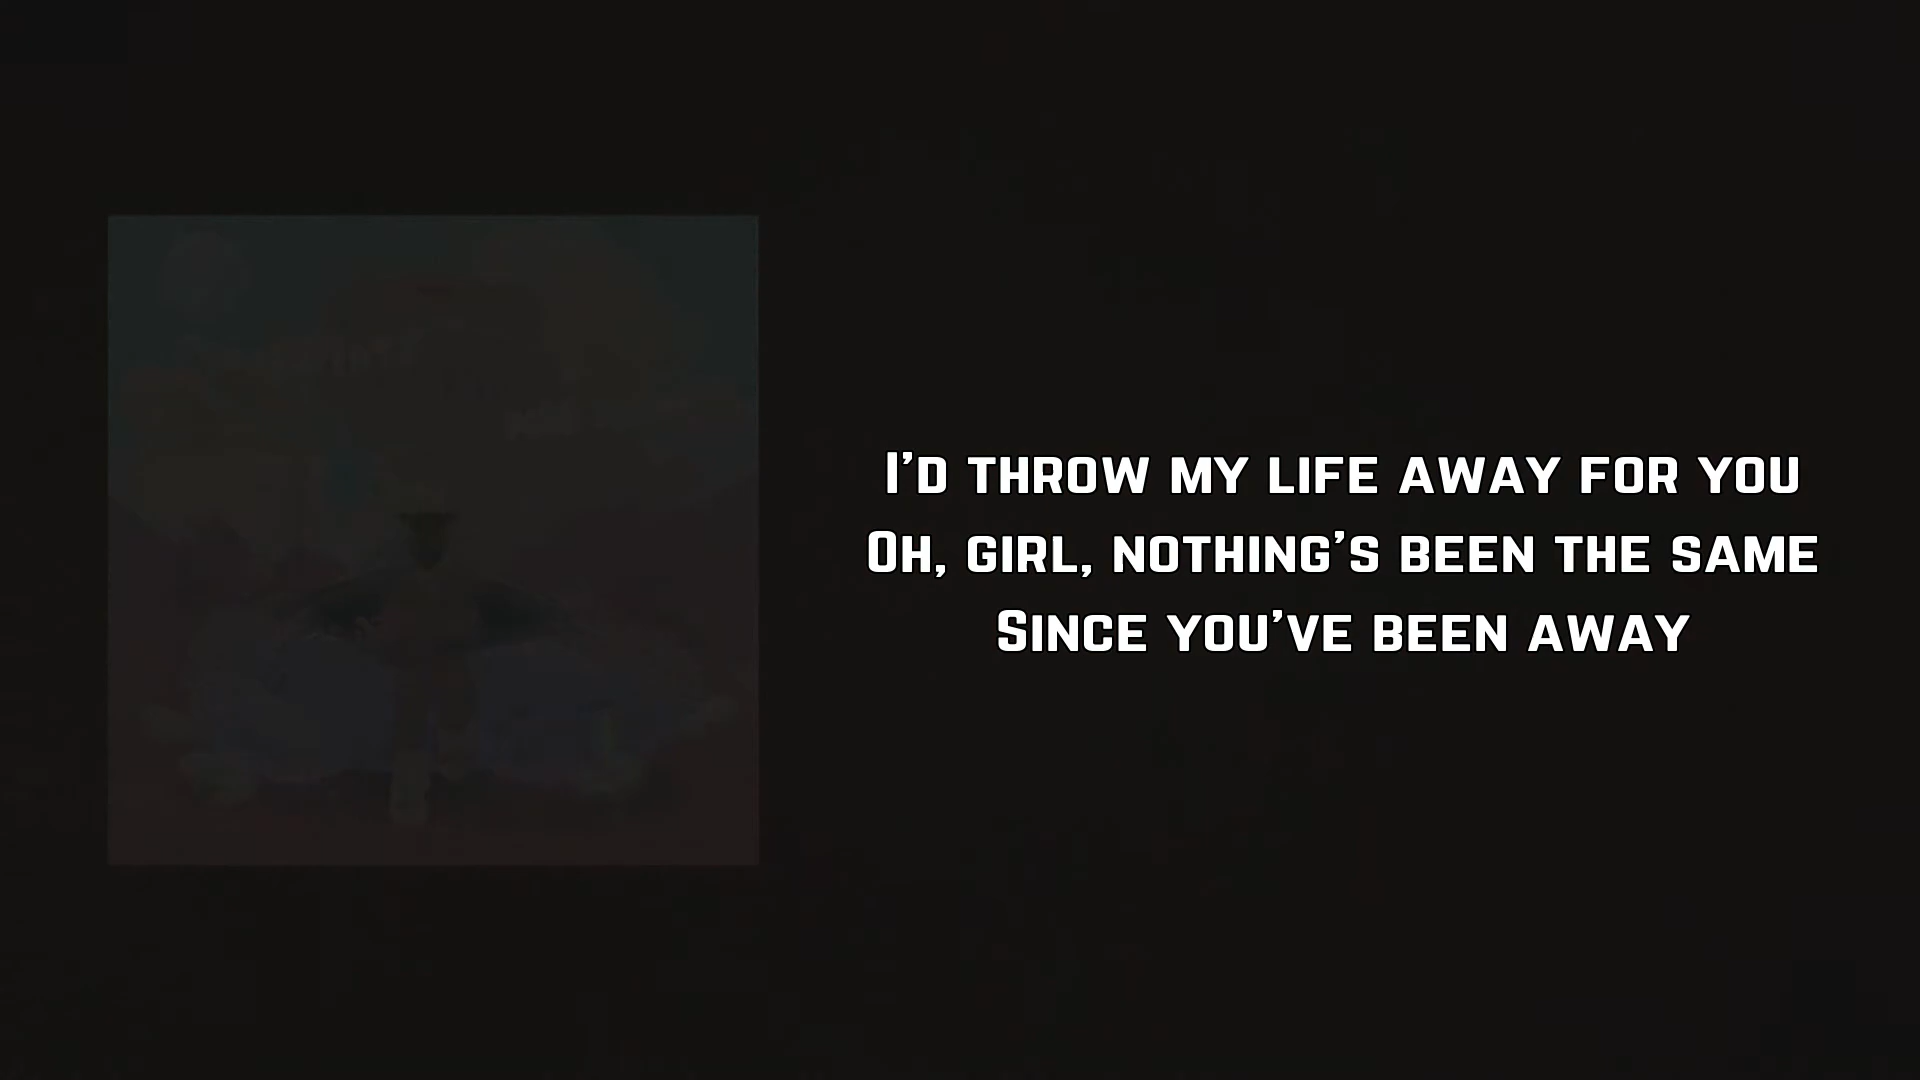 I’d throw my life away for you
Oh, girl, nothing’s been the same
Since you’ve been away